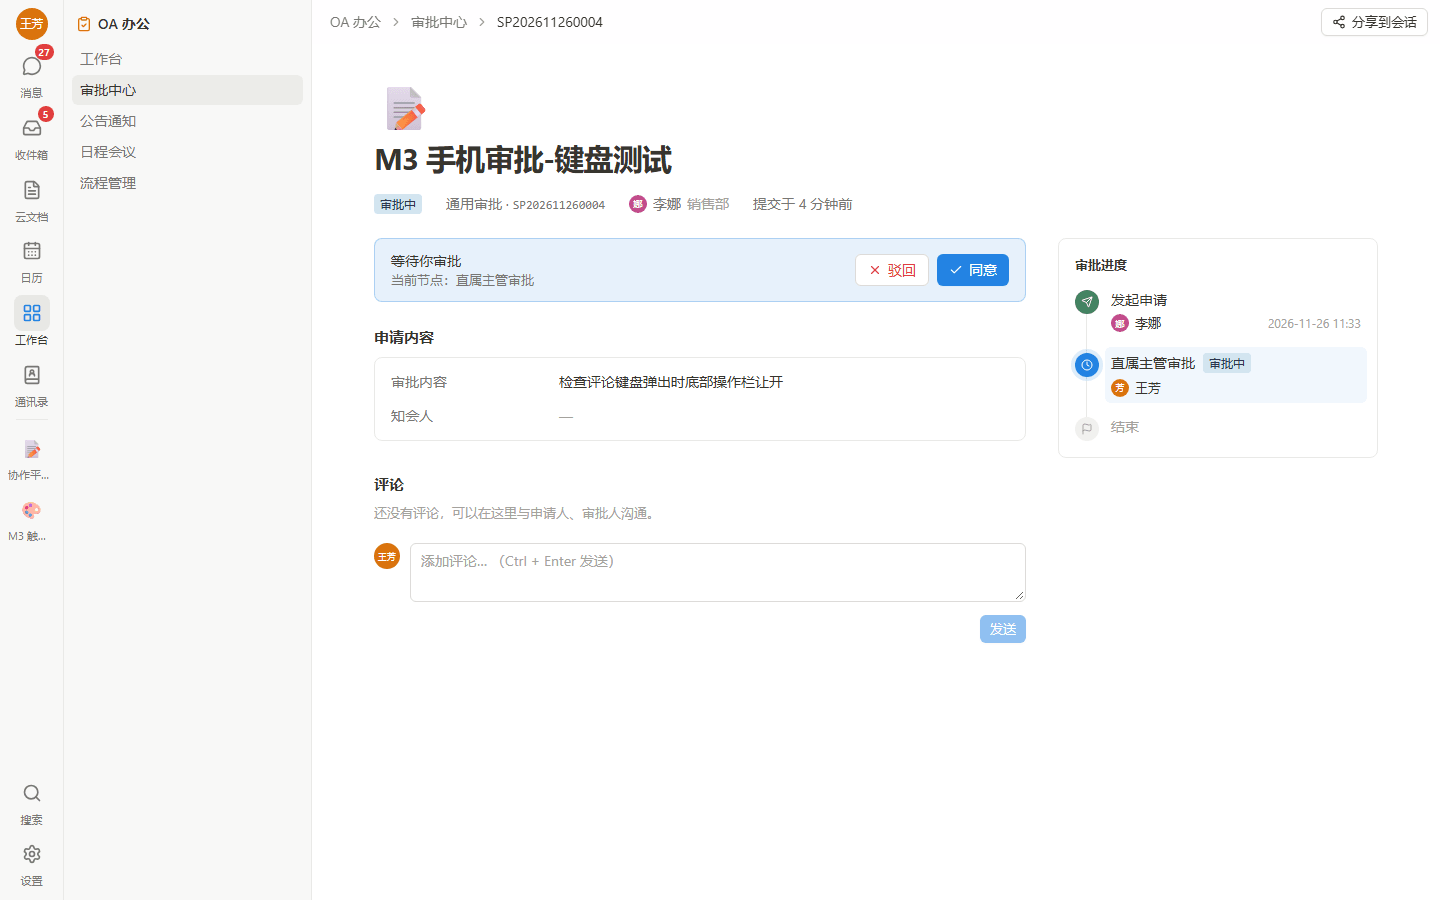 王芳
27
消息
5
收件箱
云文档
日历
工作台
通讯录
协作平...
M3 触...
搜索
设置
OA 办公
工作台
审批中心
公告通知
日程会议
流程管理
OA 办公 > 审批中心 > SP202611260004
分享到会话
M3 手机审批-键盘测试
审批中 通用审批 · SP202611260004 娜 李娜 销售部 提交于 4 分钟前
等待你审批
当前节点：直属主管审批
驳回 同意
申请内容
审批内容 检查评论键盘弹出时底部操作栏让开
知会人 —
评论
还没有评论，可以在这里与申请人、审批人沟通。
王芳
添加评论... （Ctrl + Enter 发送）
发送
审批进度
发起申请
娜 李娜 2026-11-26 11:33
直属主管审批 审批中
芳 王芳
结束